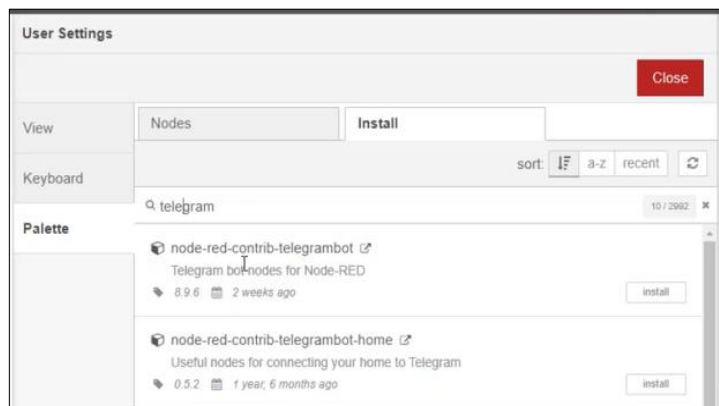 User Settings
Close
View
Keyboard
Palette
Nodes
Install
sort:
a-z
recent
telegram
10 / 2992
node-red-contrib-telegrambot
Telegram bot nodes for Node-RED
8.9.6
2 weeks ago
install
node-red-contrib-telegrambot-home
Useful nodes for connecting your home to Telegram
0.5.2
1 year, 6 months ago
install